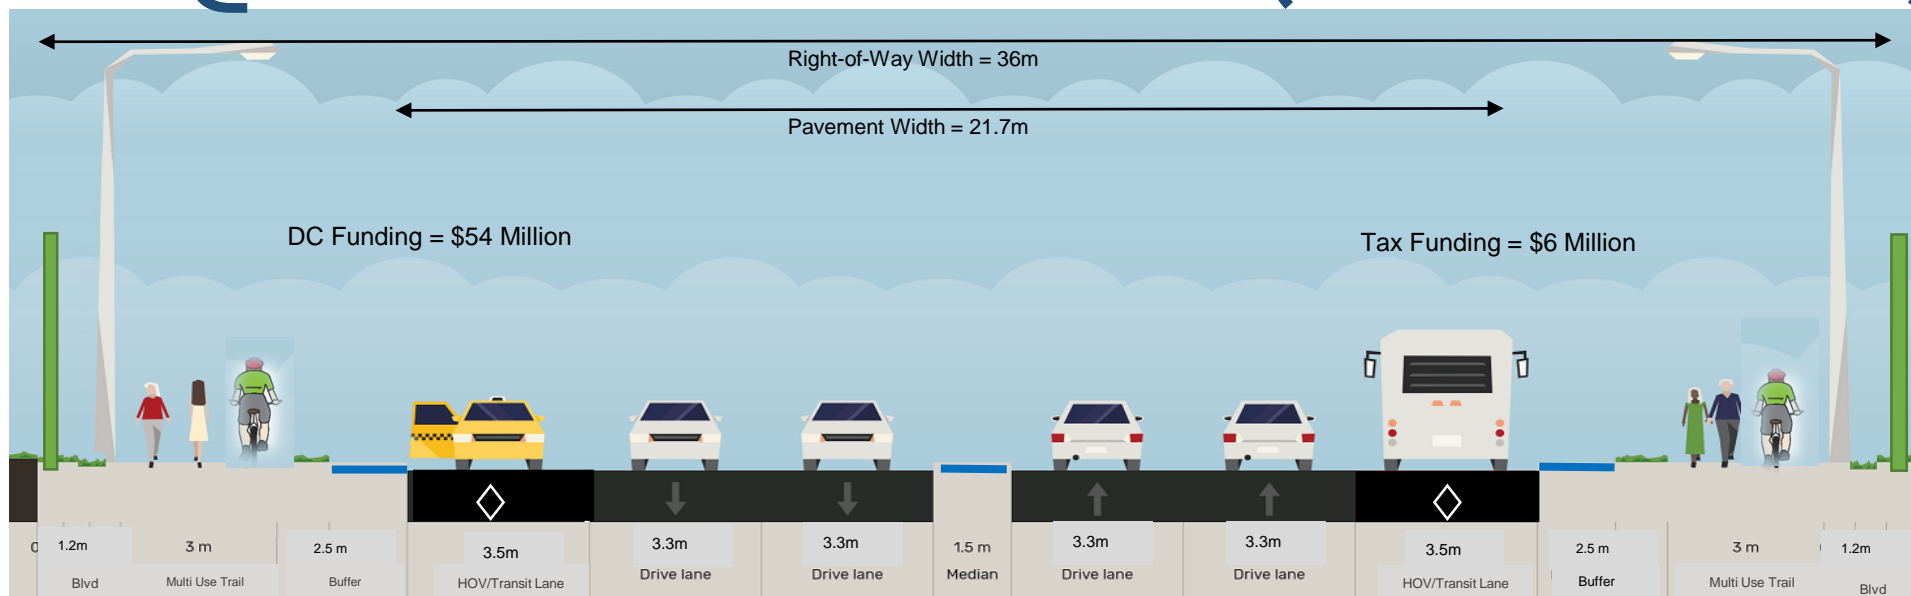 Right-of-Way Width = 36m
Pavement Width = 21.7m
DC Funding = $54 Million
Tax Funding = $6 Million
1.2m 3 m 2.5 m 3.5m 3.3m 3.3m 1.5 m 3.3m 3.3m 3.5m 2.5 m 3 m 1.2m
Blvd Multi Use Trail Buffer HOV/Transit Lane Drive lane Drive lane Median Drive lane Drive lane HOV/Transit Lane Buffer Multi Use Trail Blvd